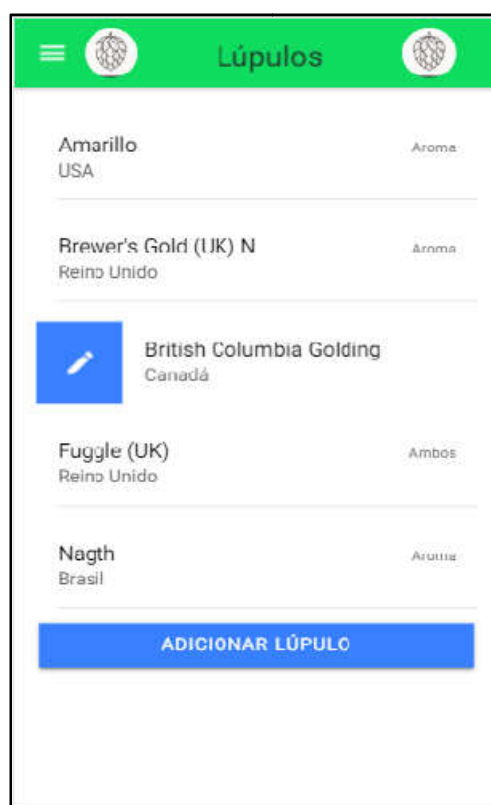 Lúpulos
Amarillo
Aroma
USA
Brewer's Gold (UK) N
Aroma
Reino Unido
British Columbia Golding
Canadá
Fuggle (UK)
Ambos
Reino Unido
Nagth
Aroma
Brasil
ADICIONAR LÚPULO